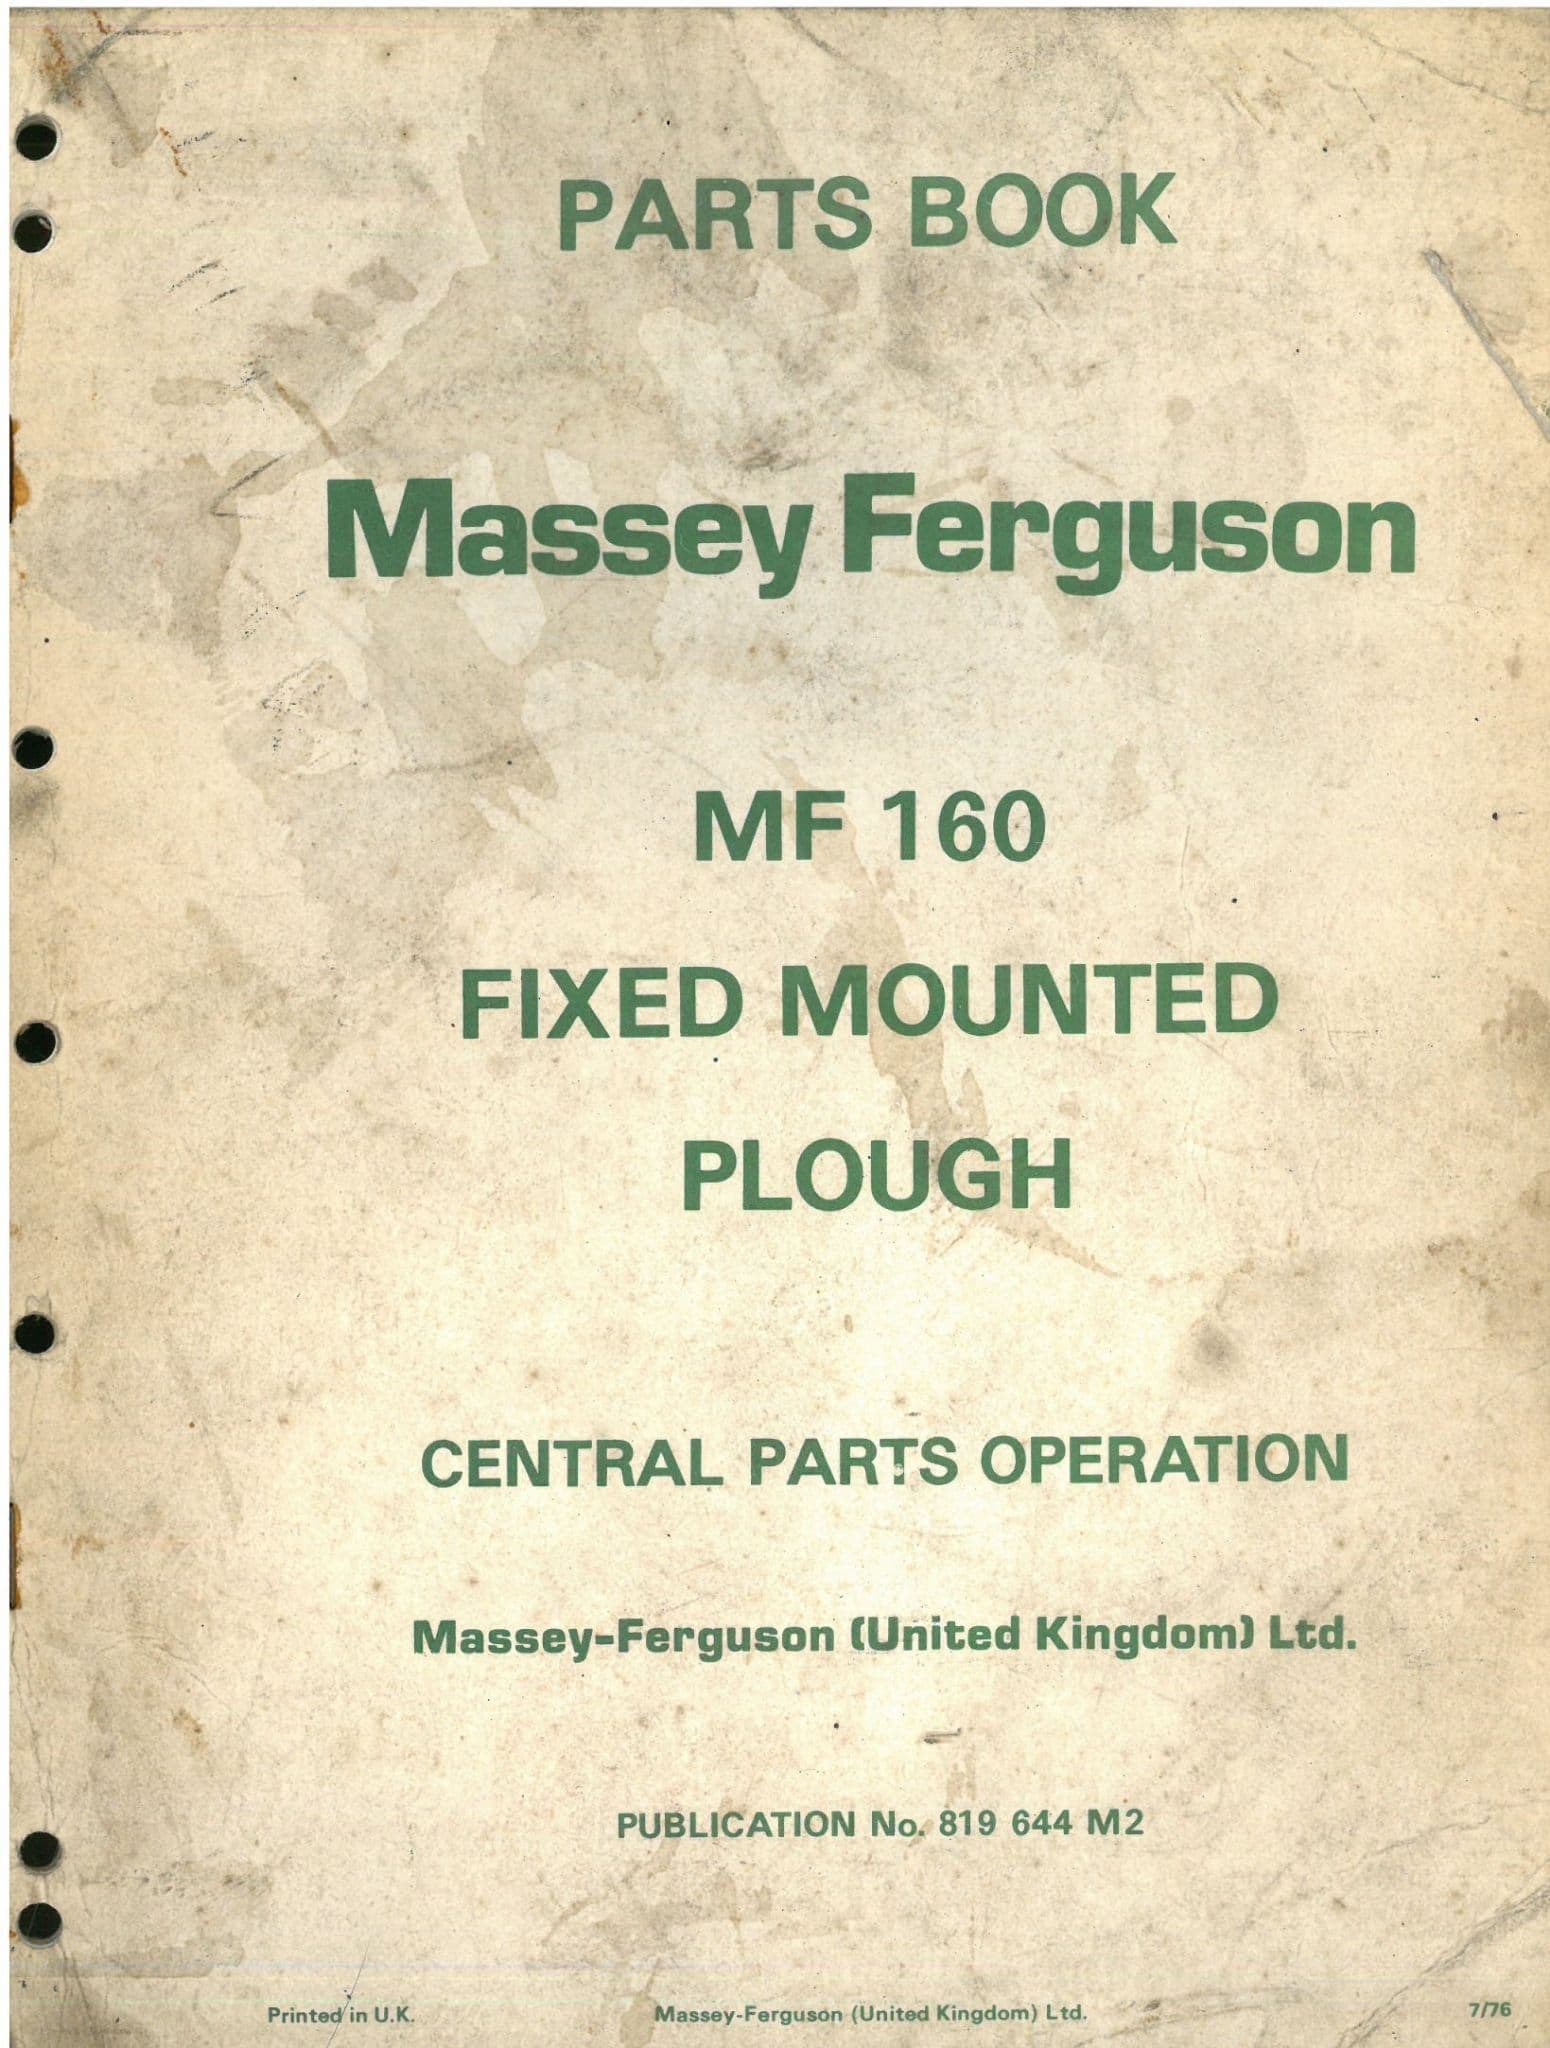 PARTS BOOK
Massey Ferguson
MF 160
FIXED MOUNTED
PLOUGH
CENTRAL PARTS OPERATION
Massey-Ferguson (United Kingdom) Ltd.
PUBLICATION No. 819 644 M2
Printed in U.K. Massey-Ferguson (United Kingdom) Ltd. 7/76